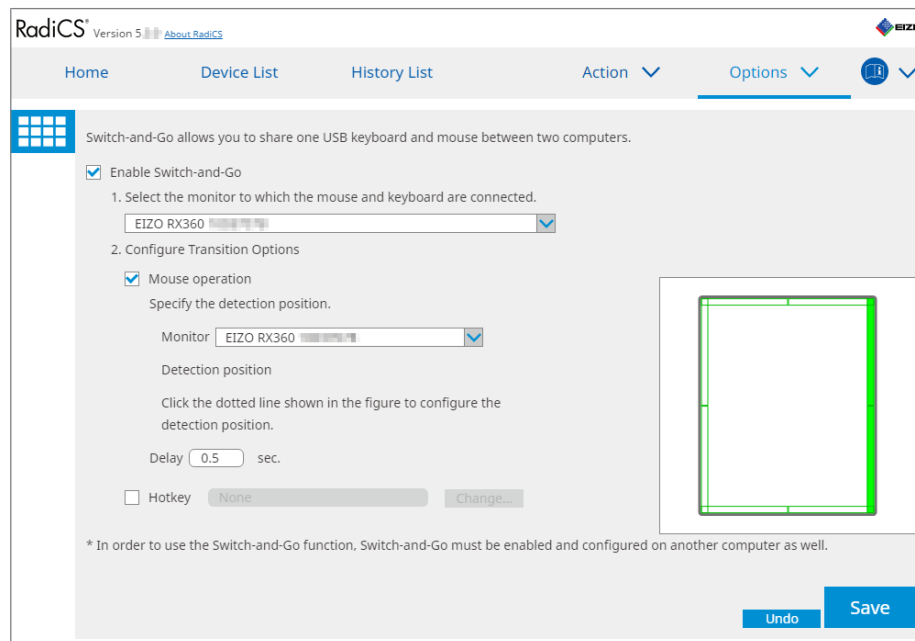 RadiCS® Version 5. About RadiCS
EIZ
Home Device List History List Action Options
Switch-and-Go allows you to share one USB keyboard and mouse between two computers.
Enable Switch-and-Go
1. Select the monitor to which the mouse and keyboard are connected.
EIZO RX360
2. Configure Transition Options
Mouse operation
Specify the detection position.
Monitor EIZO RX360
Detection position
Click the dotted line shown in the figure to configure the
detection position.
Delay 0.5 sec.
Hotkey None Change...
* In order to use the Switch-and-Go function, Switch-and-Go must be enabled and configured on another computer as well.
Undo Save